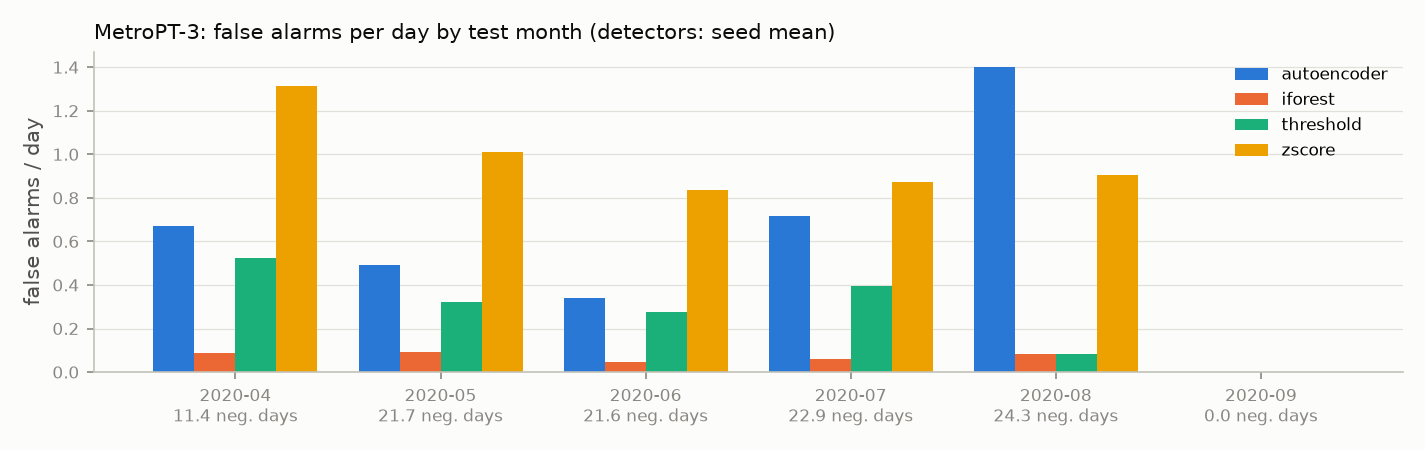 MetroPT-3: false alarms per day by test month (detectors: seed mean)
false alarms / day
1.4
1.2
1.0
0.8
0.6
0.4
0.2
0.0
autoencoder
iforest
threshold
zscore
2020-04
11.4 neg. days
2020-05
21.7 neg. days
2020-06
21.6 neg. days
2020-07
22.9 neg. days
2020-08
24.3 neg. days
2020-09
0.0 neg. days